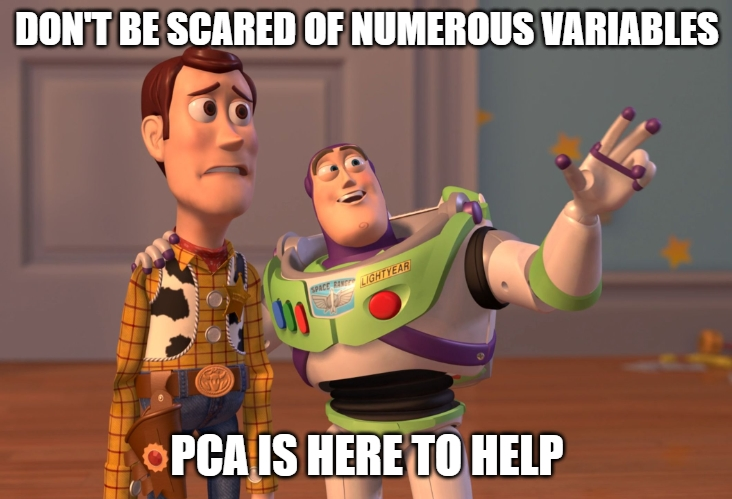 DON'T BE SCARED OF NUMEROUS VARIABLES
SPACE RANGER
LIGHTYEAR
PCA IS HERE TO HELP